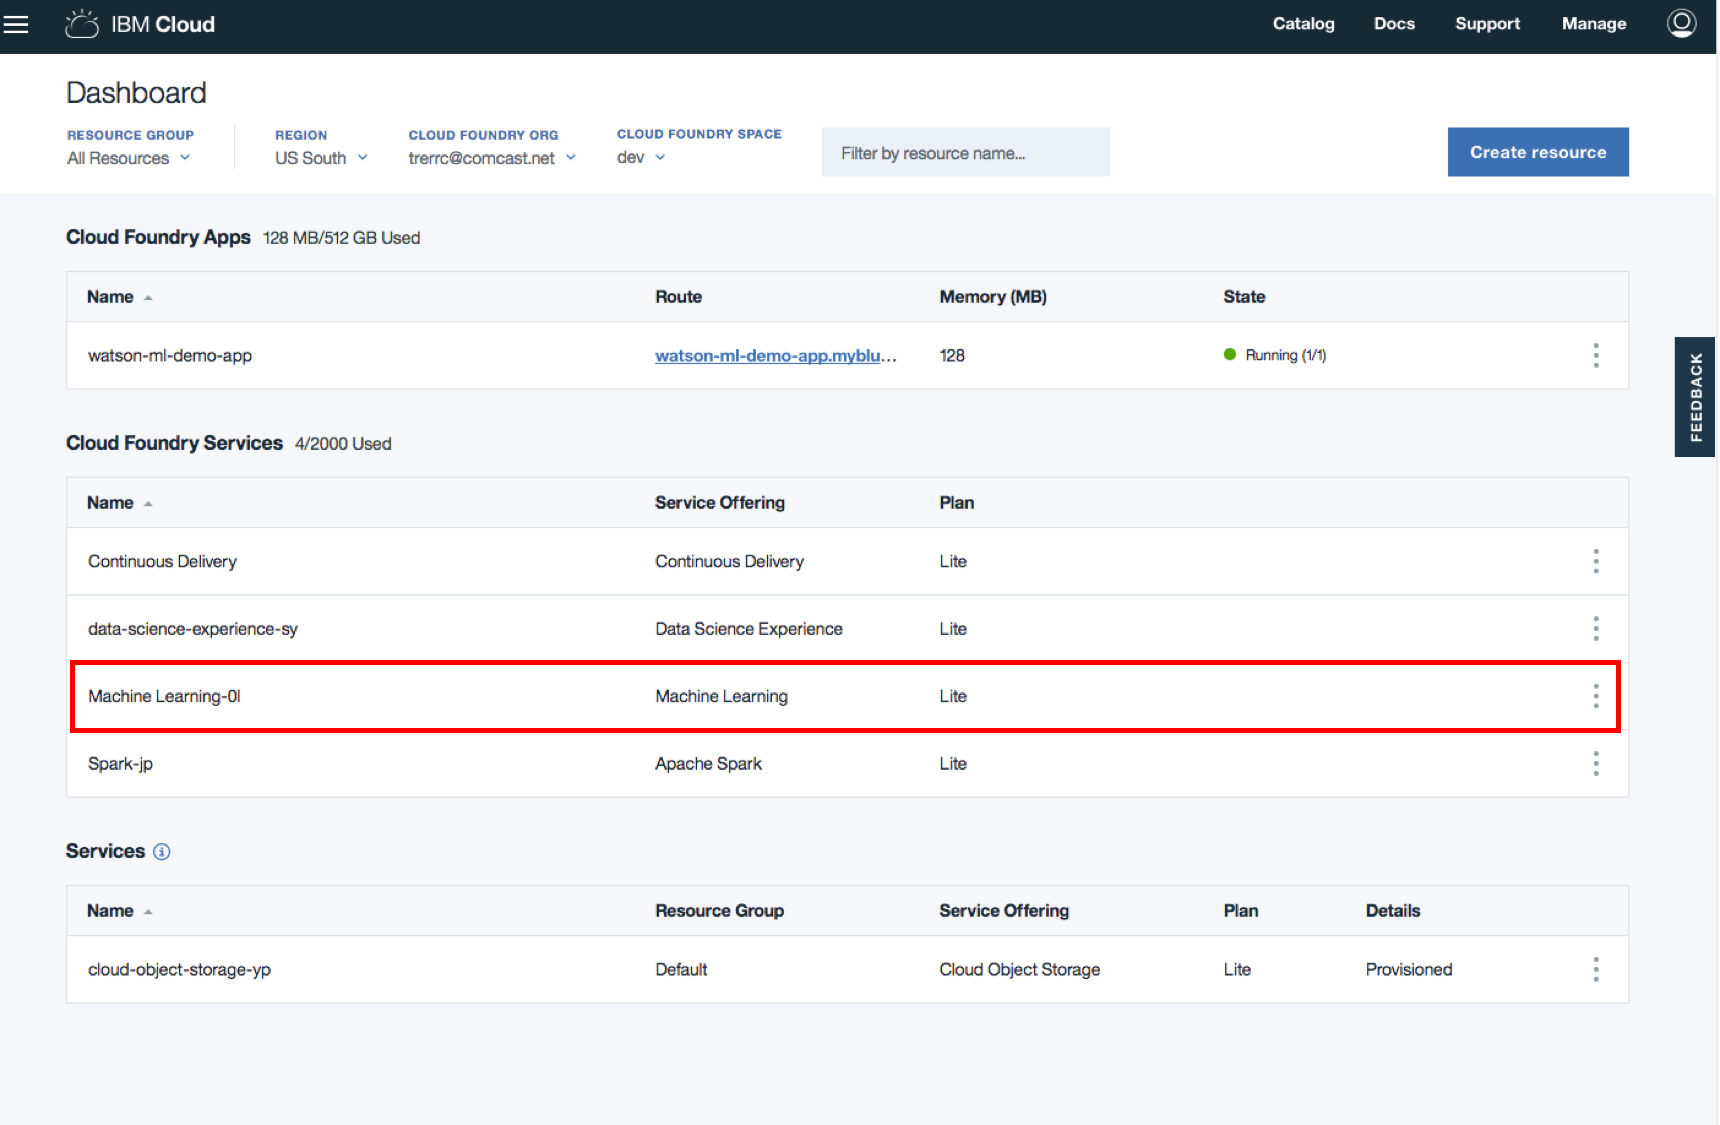 IBM Cloud Catalog Docs Support Manage
Dashboard
RESOURCE GROUP REGION CLOUD FOUNDRY ORG CLOUD FOUNDRY SPACE
All Resources US South trerrc@comcast.net dev Filter by resource name... Create resource
Cloud Foundry Apps 128 MB/512 GB Used
Name Route Memory (MB) State
watson-ml-demo-app watson-ml-demo-app.myblu... 128 Running (1/1)
FEEDBACK
Cloud Foundry Services 4/2000 Used
Name Service Offering Plan
Continuous Delivery Continuous Delivery Lite
data-science-experience-sy Data Science Experience Lite
Machine Learning-0l Machine Learning Lite
Spark-jp Apache Spark Lite
Services
Name Resource Group Service Offering Plan Details
cloud-object-storage-yp Default Cloud Object Storage Lite Provisioned